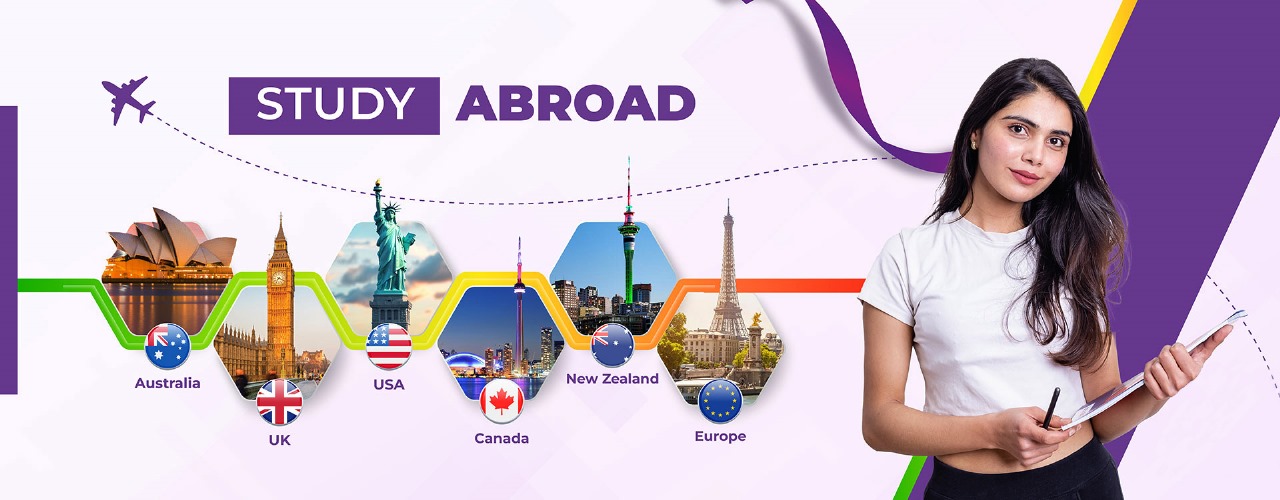 STUDY ABROAD
Australia
UK
USA
Canada
New Zealand
Europe